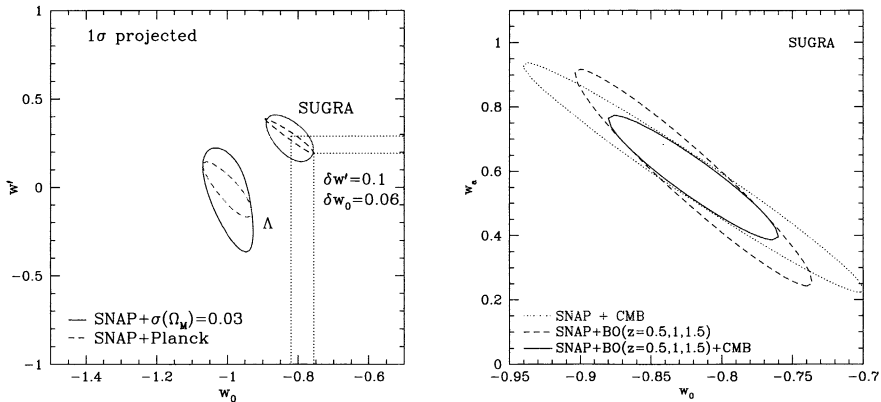 1σ projected
SUGRA
δw'=0.1
δw₀=0.06
Λ
SNAP+σ(Ω_M)=0.03
SNAP+Planck
w'
1
0.5
0
−0.5
−1
−1.4 −1.2 −1 −0.8 −0.6
w₀
SUGRA
SNAP + CMB
SNAP+BO(z=0.5,1,1.5)
SNAP+BO(z=0.5,1,1.5)+CMB
w_a
1
0.8
0.6
0.4
0.2
0
−0.95 −0.9 −0.85 −0.8 −0.75 −0.7
w₀